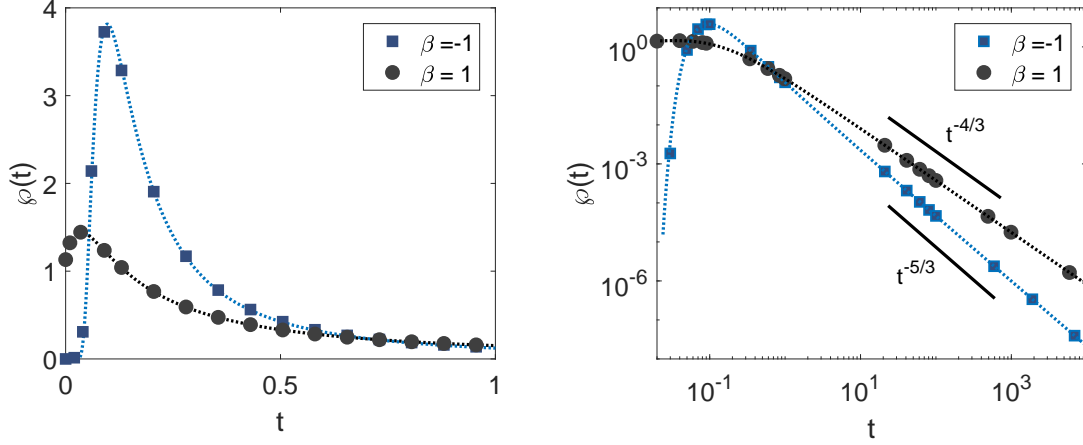 4
3
2
1
0
0
0.5
1
℘(t)
t
β =-1
β = 1
10^0
10^-3
10^-6
10^-1
10^1
10^3
℘(t)
t
β =-1
β = 1
t^-4/3
t^-5/3